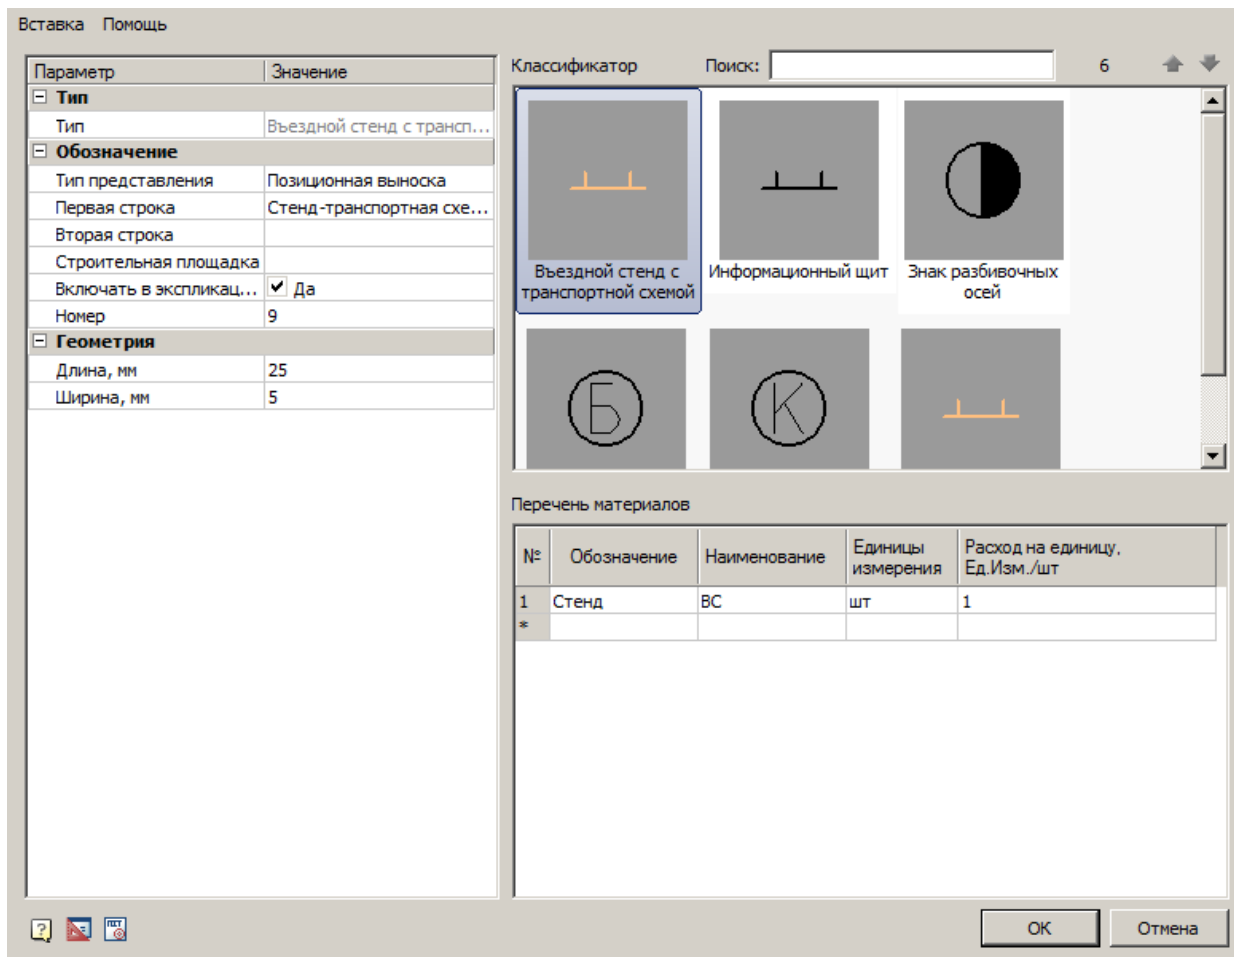 Вставка Помощь
Параметр Значение
Тип
Тип Въездной стенд с трансп...
Обозначение
Тип представления Позиционная выноска
Первая строка Стенд-транспортная схе...
Вторая строка
Строительная площадка
Включать в экспликац... Да
Номер 9
Геометрия
Длина, мм 25
Ширина, мм 5
Классификатор Поиск: 6
Въездной стенд с
транспортной схемой
Информационный щит
Знак разбивочных
осей
Б
К
Перечень материалов
№ Обозначение Наименование Единицы
измерения
Расход на единицу,
Ед.Изм./шт
1 Стенд ВС шт 1
*
ОК Отмена